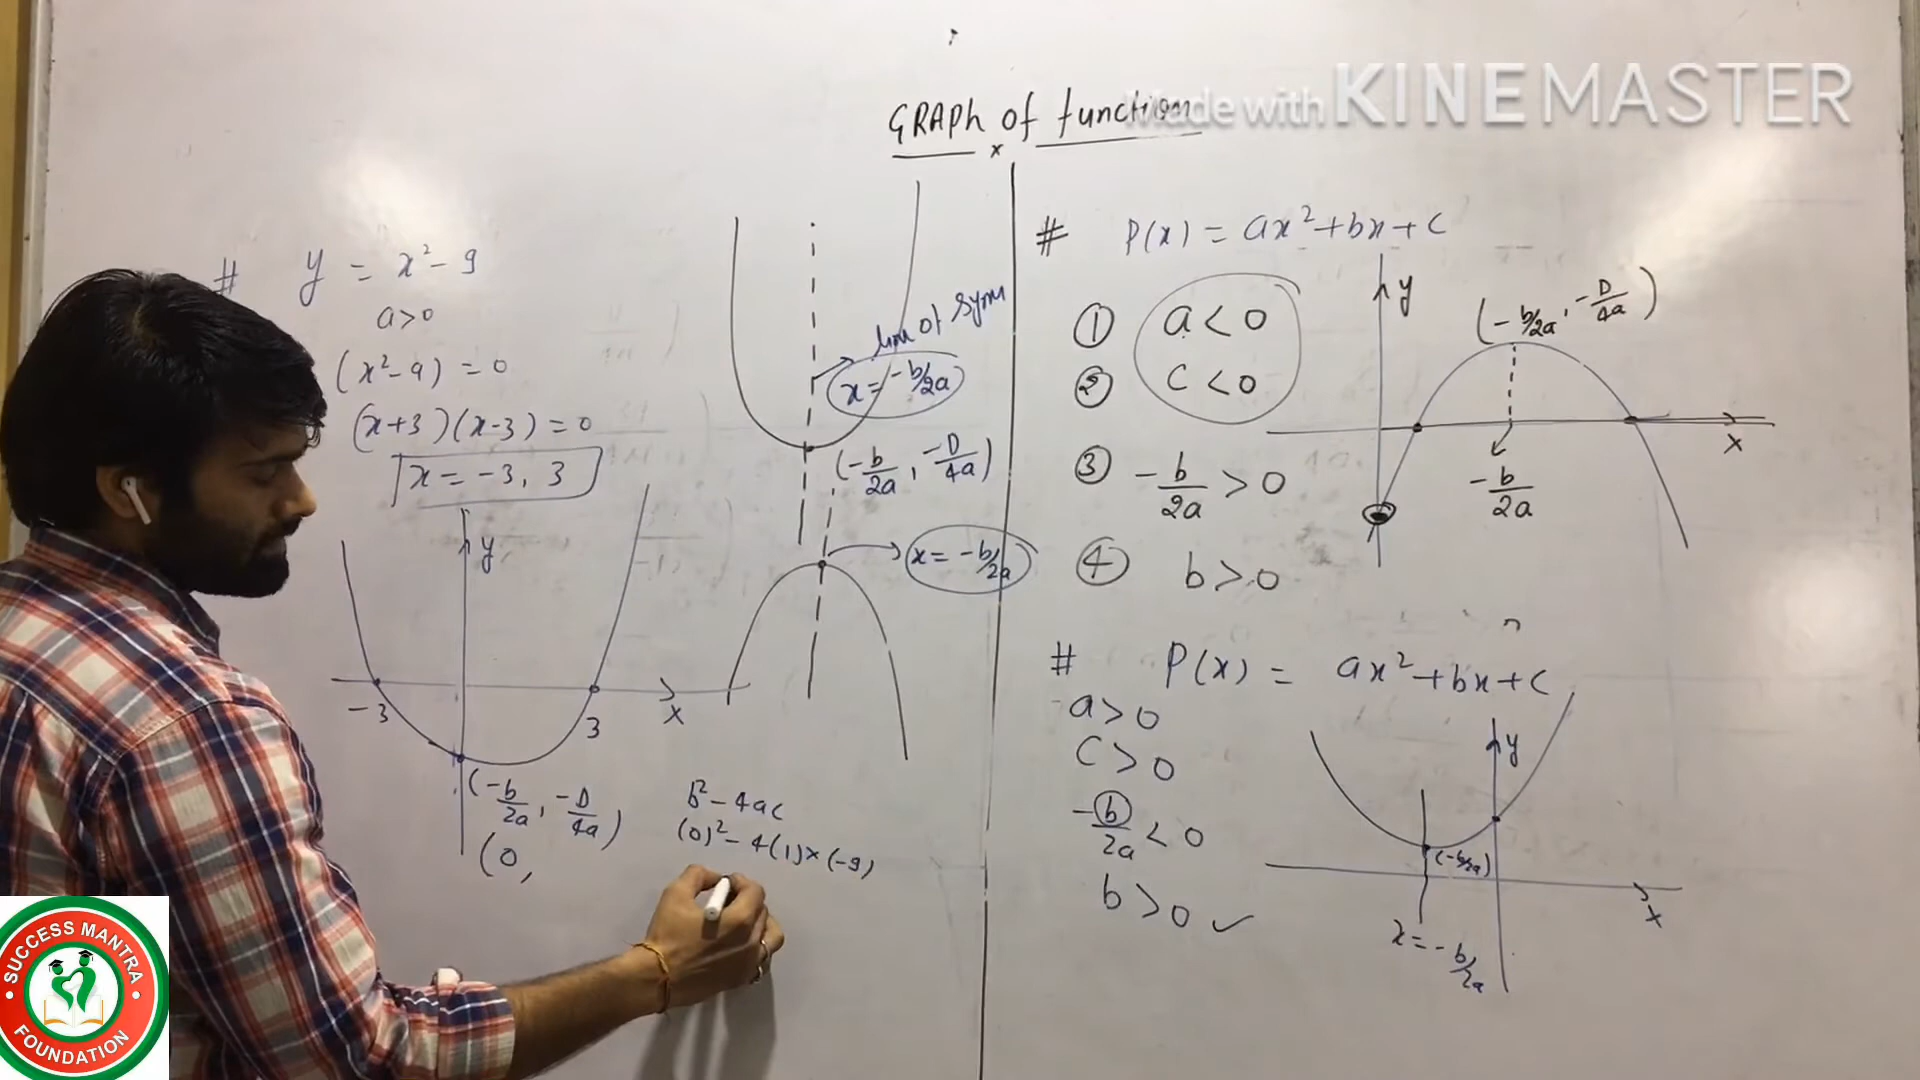 Made with KINEMASTER
GRAPh of function
# y = x² - 9
a>0
(x²-9) = 0
(x+3)(x-3) = 0
x = -3, 3
y
-3
3
x
(-b/2a, -D/4a)
(0,
b² - 4ac
(0)² - 4(1)×(-9)
line of Sym
x = -b/2a
(-b/2a, -D/4a)
x = -b/2a
# P(x) = ax²+bx+c
① a < 0
② c < 0
③ -b/2a > 0
④ b > 0
y
(-b/2a, -D/4a)
x
-b/2a
# P(x) = ax²+bx+c
a>0
c>0
-b/2a < 0
b>0 ✓
y
(-b/2a)
x
x = -b/2a
SUCCESS MANTRA
FOUNDATION